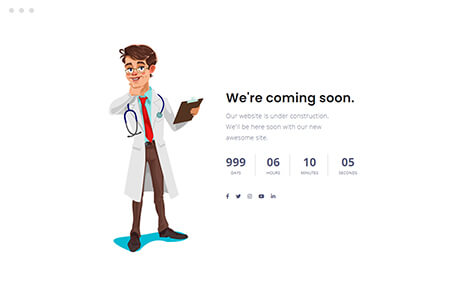 We're coming soon.
Our website is under construction.
We'll be here soon with our new
awesome site.
999 06 10 05
DAYS HOURS MINUTES SECONDS